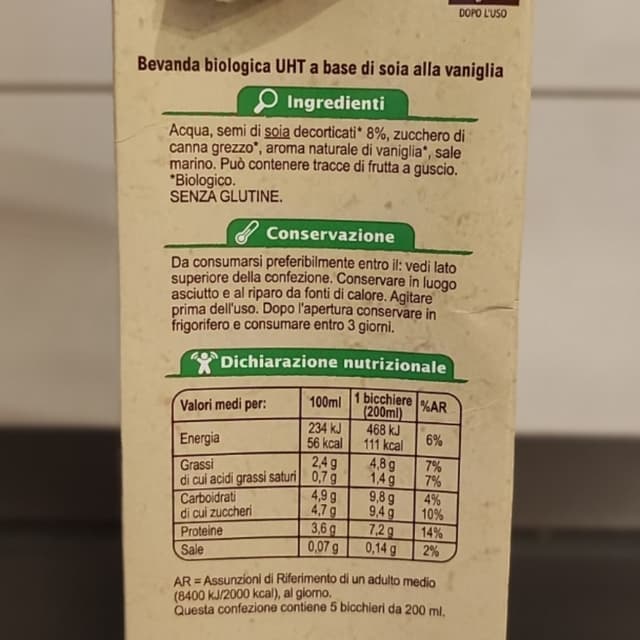 DOPO L'USO
Bevanda biologica UHT a base di soia alla vaniglia
Ingredienti
Acqua, semi di soia decorticati* 8%, zucchero di
canna grezzo*, aroma naturale di vaniglia*, sale
marino. Può contenere tracce di frutta a guscio.
*Biologico.
SENZA GLUTINE.
Conservazione
Da consumarsi preferibilmente entro il: vedi lato
superiore della confezione. Conservare in luogo
asciutto e al riparo da fonti di calore. Agitare
prima dell'uso. Dopo l'apertura conservare in
frigorifero e consumare entro 3 giorni.
Dichiarazione nutrizionale
Valori medi per: 100ml 1 bicchiere (200ml) %AR
Energia 234 kJ 468 kJ 6%
56 kcal 111 kcal
Grassi 2,4 g 4,8 g 7%
di cui acidi grassi saturi 0,7 g 1,4 g 7%
Carboidrati 4,9 g 9,8 g 4%
di cui zuccheri 4,7 g 9,4 g 10%
Proteine 3,6 g 7,2 g 14%
Sale 0,07 g 0,14 g 2%
AR = Assunzioni di Riferimento di un adulto medio
(8400 kJ/2000 kcal), al giorno.
Questa confezione contiene 5 bicchieri da 200 ml.